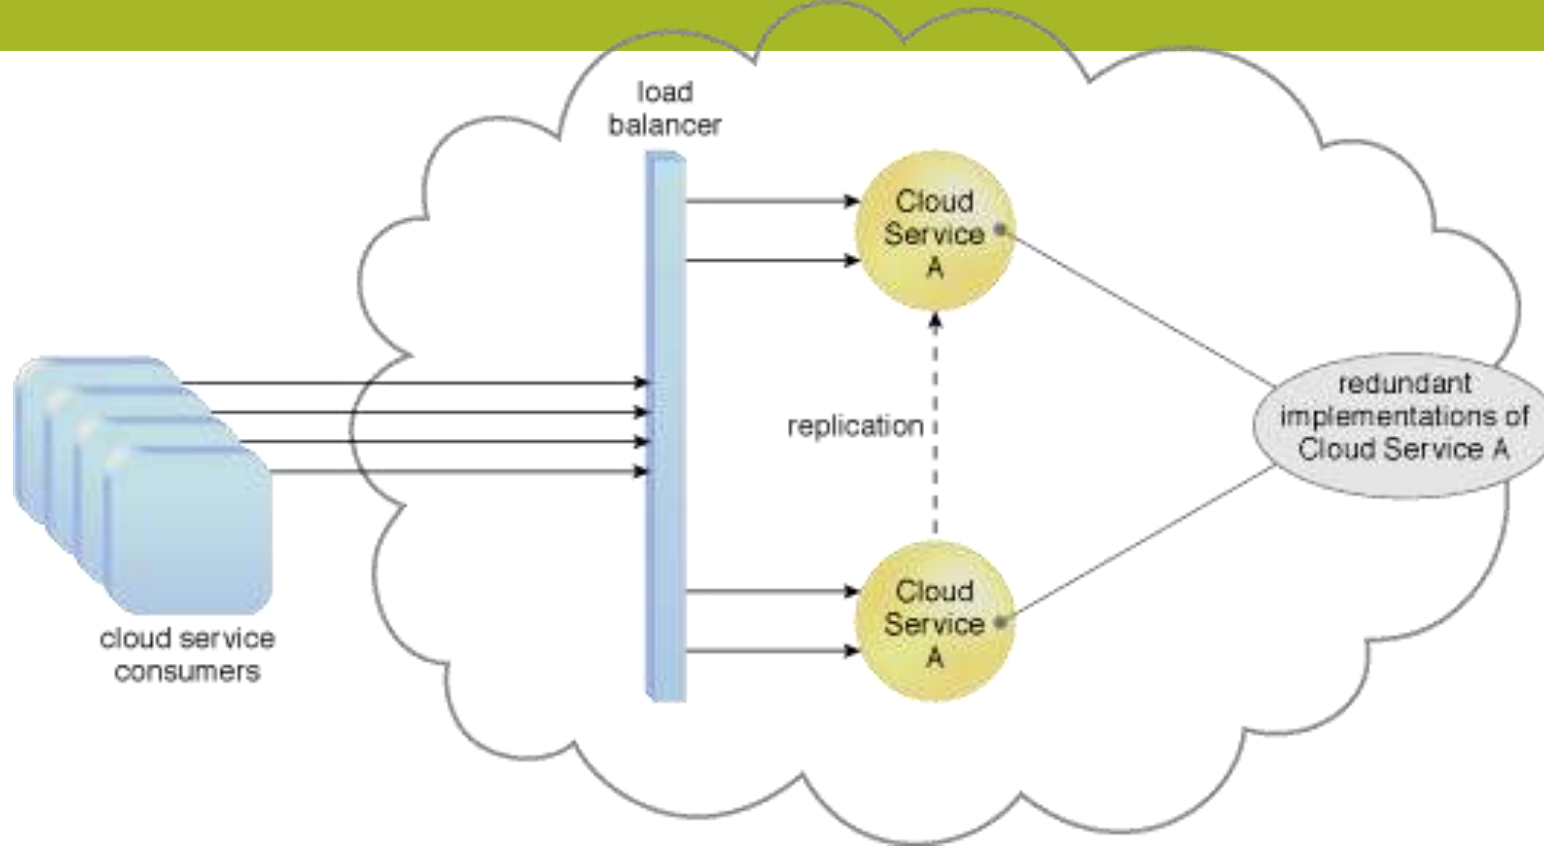 load
balancer
Cloud
Service
A
replication
redundant
implementations of
Cloud Service A
Cloud
Service
A
cloud service
consumers